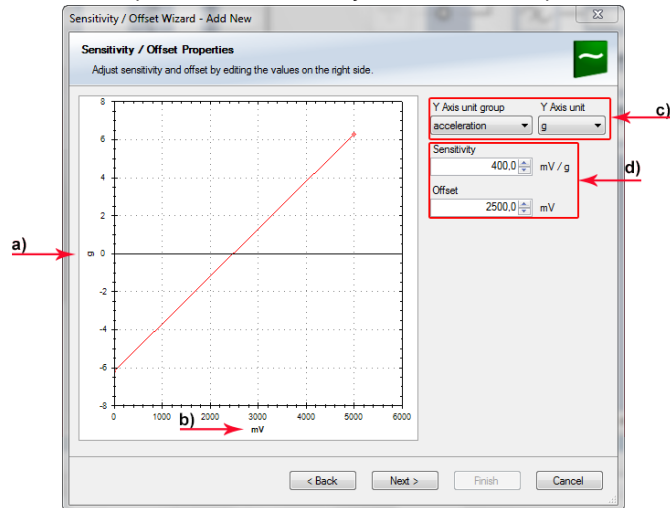 Sensitivity / Offset Wizard - Add New
Sensitivity / Offset Properties
Adjust sensitivity and offset by editing the values on the right side.
8
6
4
2
0
-2
-4
-6
-8
g
a)
0 1000 2000 3000 4000 5000 6000
b)
mV
Y Axis unit group Y Axis unit
acceleration g
c)
Sensitivity
400,0 mV / g
d)
Offset
2500,0 mV
< Back Next > Finish Cancel